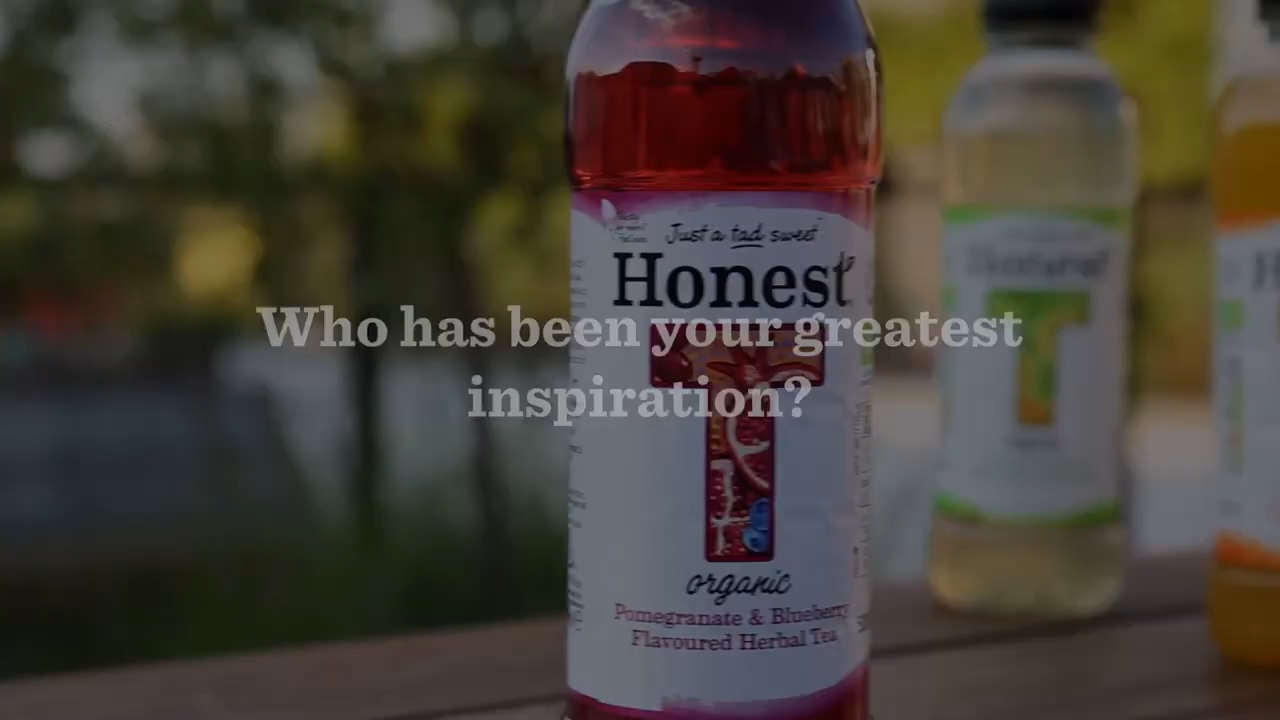 Just a tad sweet
Honest
Who has been your greatest
inspiration?
T
organic
Pomegranate & Blueberry
Flavoured Herbal Tea